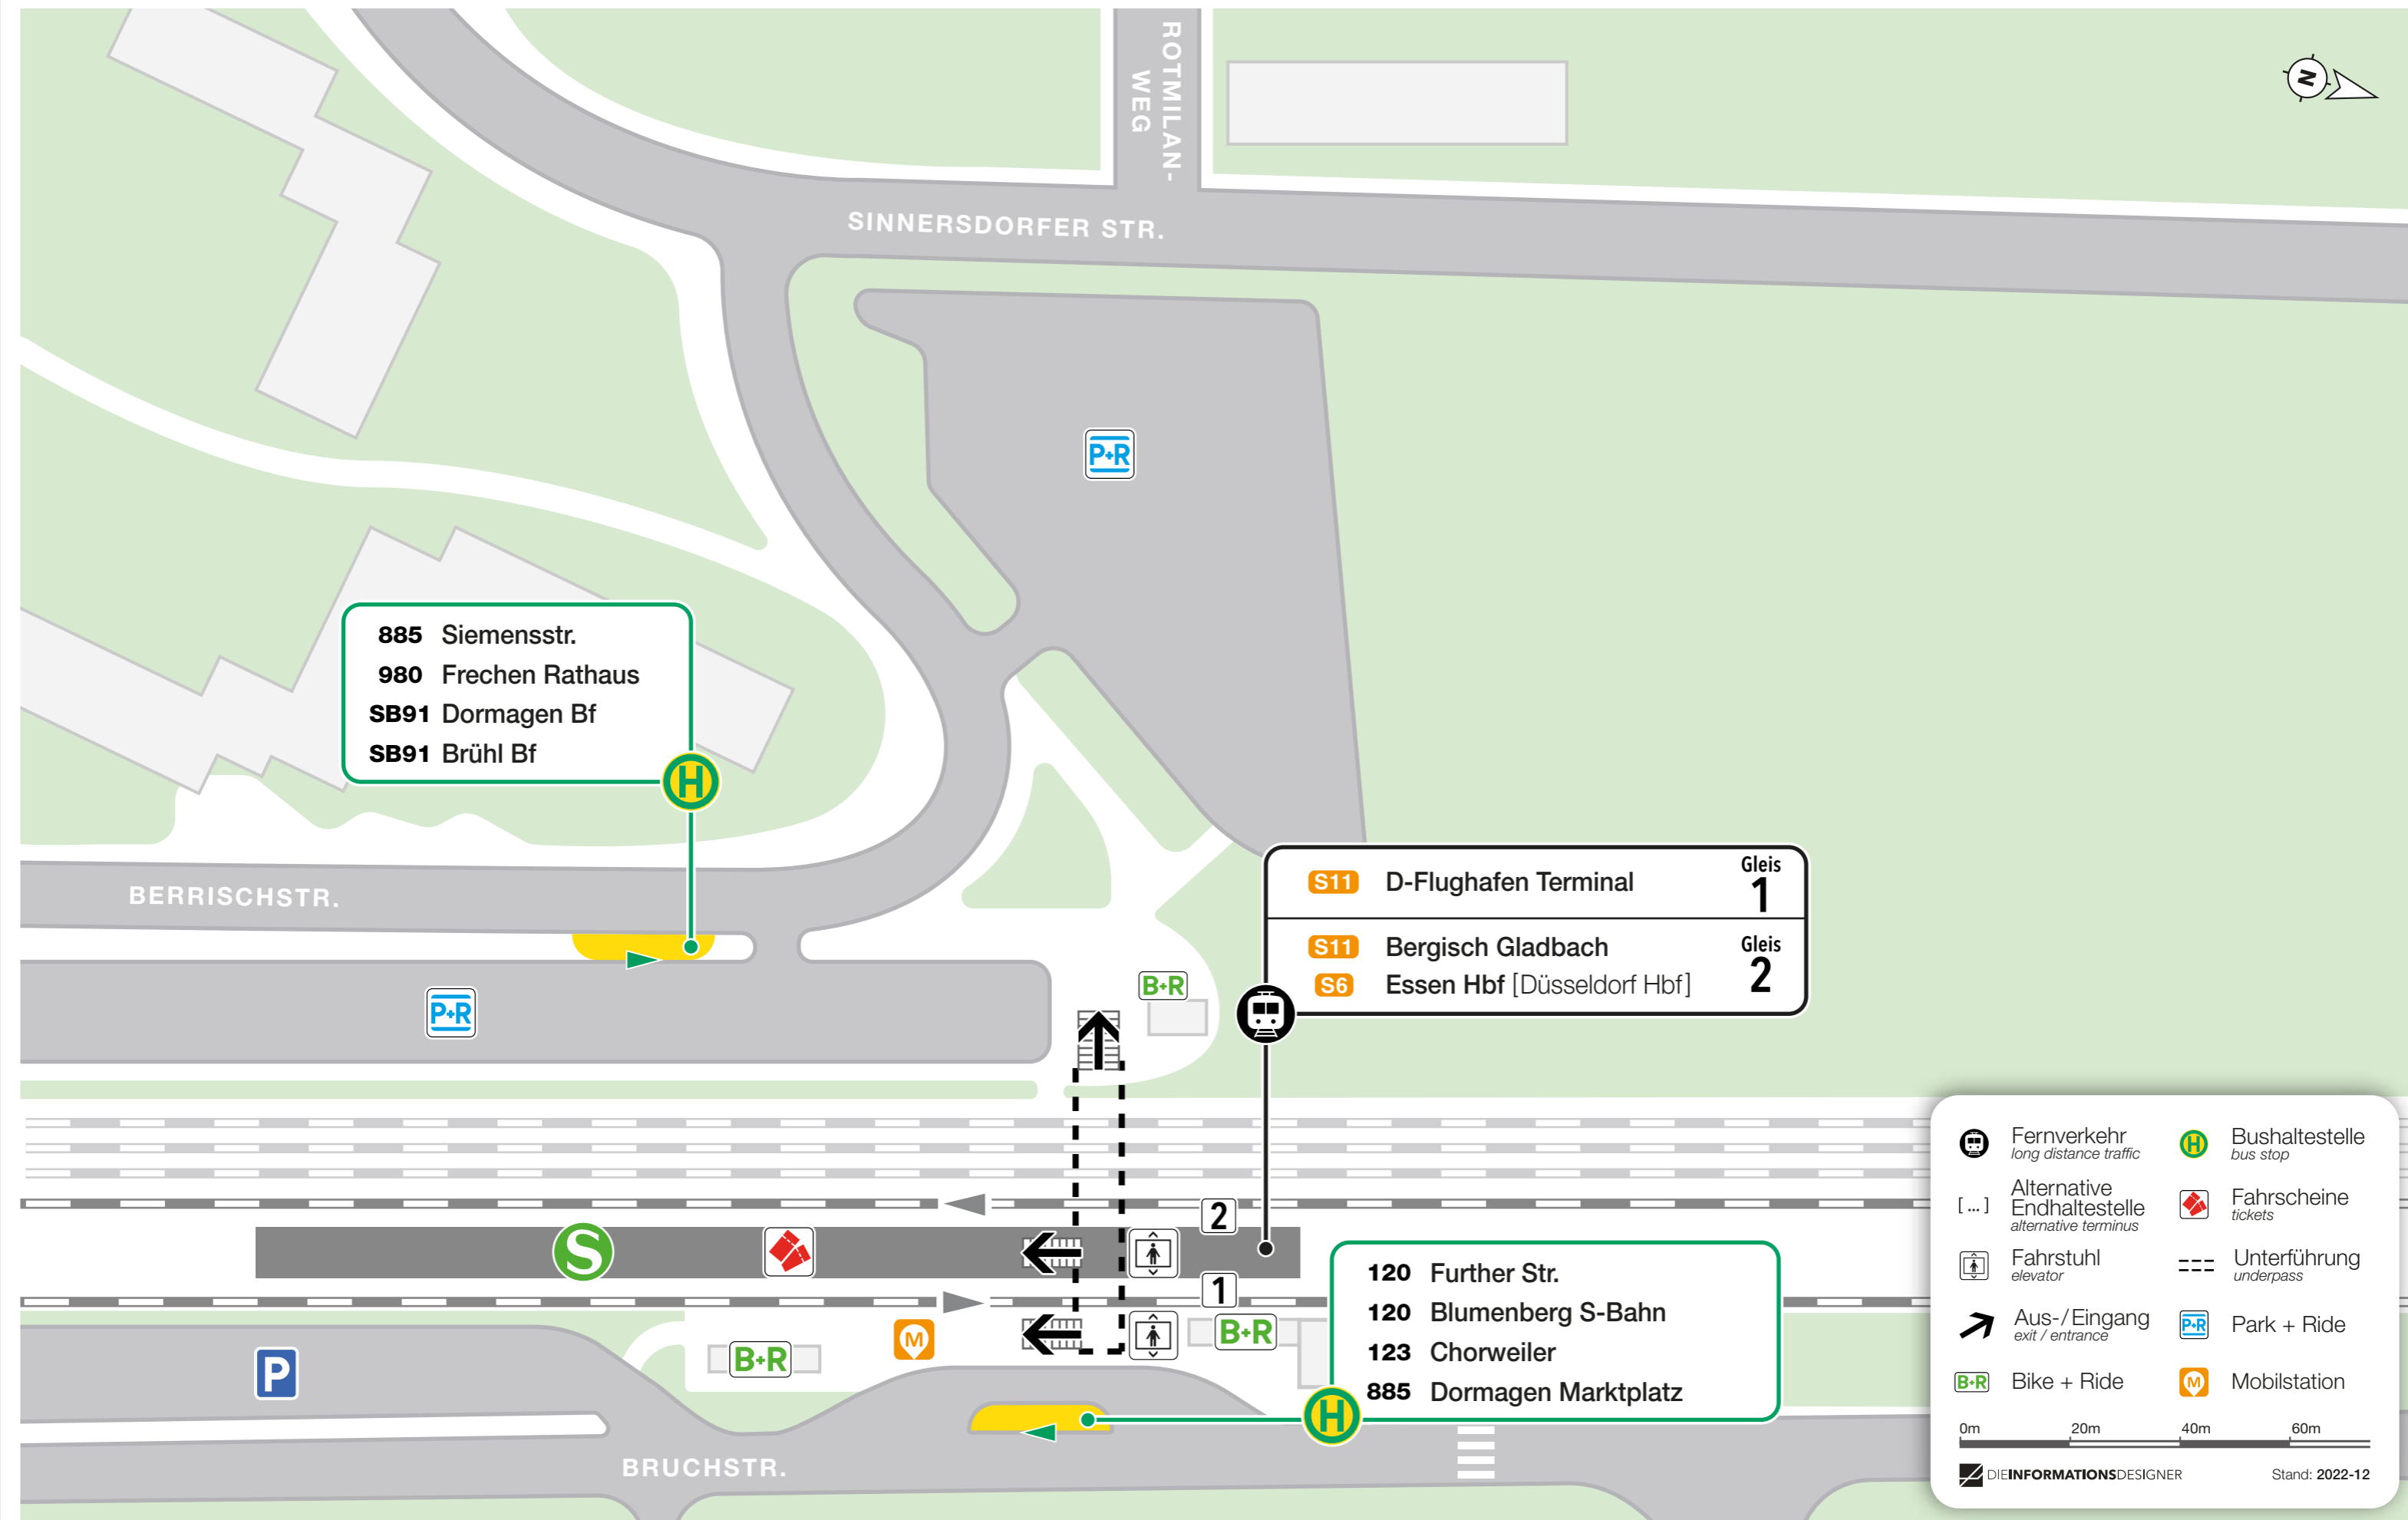 ROTMILAN-
WEG
N
SINNERSDORFER STR.
P+R
885 Siemensstr.
980 Frechen Rathaus
SB91 Dormagen Bf
SB91 Brühl Bf
H
BERRISCHSTR.
P+R
B+R
S11 D-Flughafen Terminal Gleis 1
S11 Bergisch Gladbach Gleis 2
S6 Essen Hbf [Düsseldorf Hbf]
2
S
1
B+R
M
B+R
P
120 Further Str.
120 Blumenberg S-Bahn
123 Chorweiler
885 Dormagen Marktplatz
H
BRUCHSTR.
Fernverkehr
long distance traffic
H Bushaltestelle
bus stop
[ ... ] Alternative
Endhaltestelle
alternative terminus
Fahrscheine
tickets
Fahrstuhl
elevator
Unterführung
underpass
Aus-/Eingang
exit / entrance
P+R Park + Ride
B+R Bike + Ride
M Mobilstation
0m 20m 40m 60m
DIEINFORMATIONSDESIGNER
Stand: 2022-12